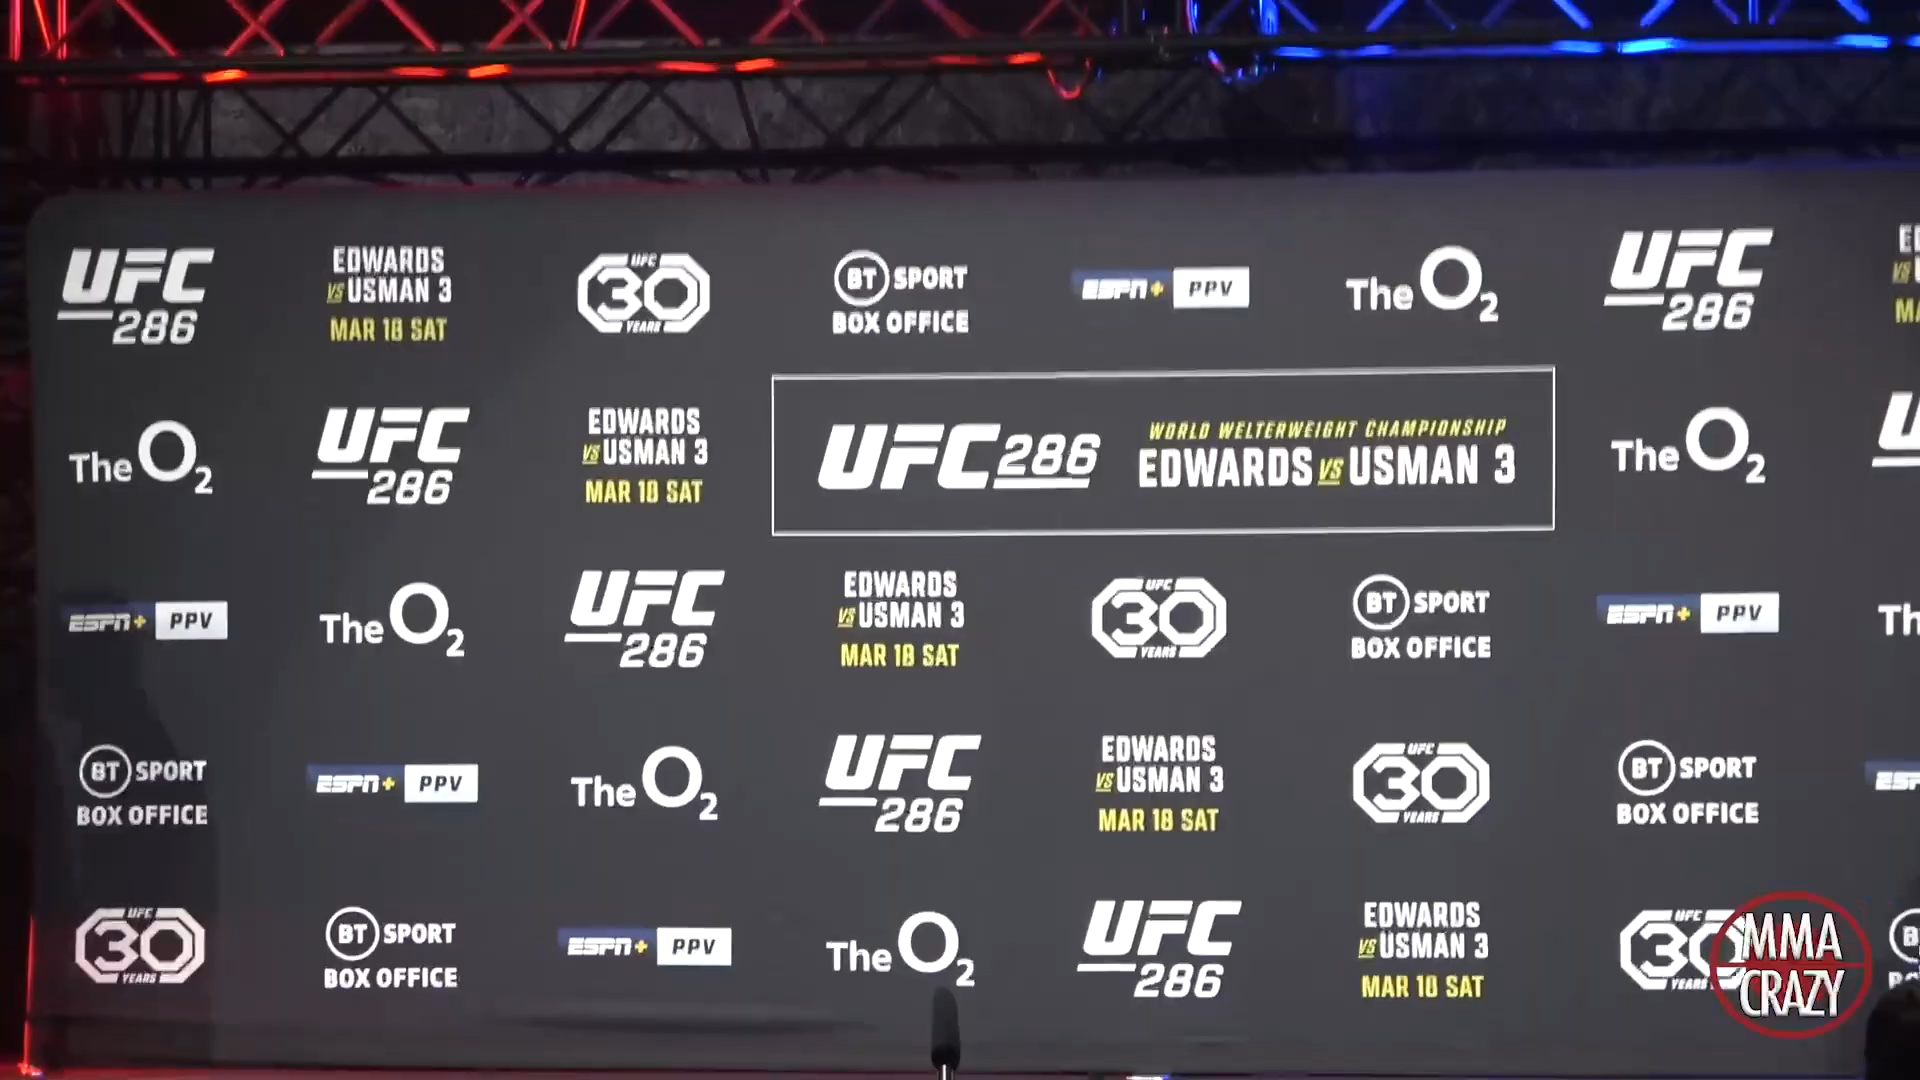 UFC 286
EDWARDS VS USMAN 3 MAR 18 SAT
UFC 30 YEARS
BT SPORT BOX OFFICE
ESPN+ PPV
The O2
UFC 286
The O2
UFC 286
EDWARDS VS USMAN 3 MAR 18 SAT
UFC 286
WORLD WELTERWEIGHT CHAMPIONSHIP
EDWARDS VS USMAN 3
The O2
ESPN+ PPV
The O2
UFC 286
EDWARDS VS USMAN 3 MAR 18 SAT
UFC 30 YEARS
BT SPORT BOX OFFICE
ESPN+ PPV
Th
BT SPORT BOX OFFICE
ESPN+ PPV
The O2
UFC 286
EDWARDS VS USMAN 3 MAR 18 SAT
UFC 30 YEARS
BT SPORT BOX OFFICE
UFC 30 YEARS
BT SPORT BOX OFFICE
ESPN+ PPV
The O2
UFC 286
EDWARDS VS USMAN 3 MAR 18 SAT
UFC 30 YEARS
MMA CRAZY